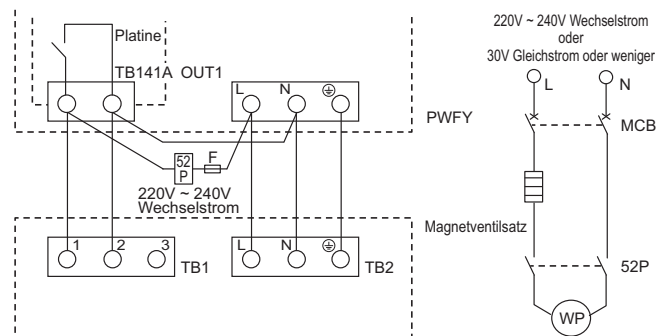 Platine
TB141A OUT1
L N
PWFY
52
P
F
220V ~ 240V
Wechselstrom
1 2 3
TB1
L N
TB2
220V ~ 240V Wechselstrom
oder
30V Gleichstrom oder weniger
L N
MCB
Magnetventilsatz
52P
WP